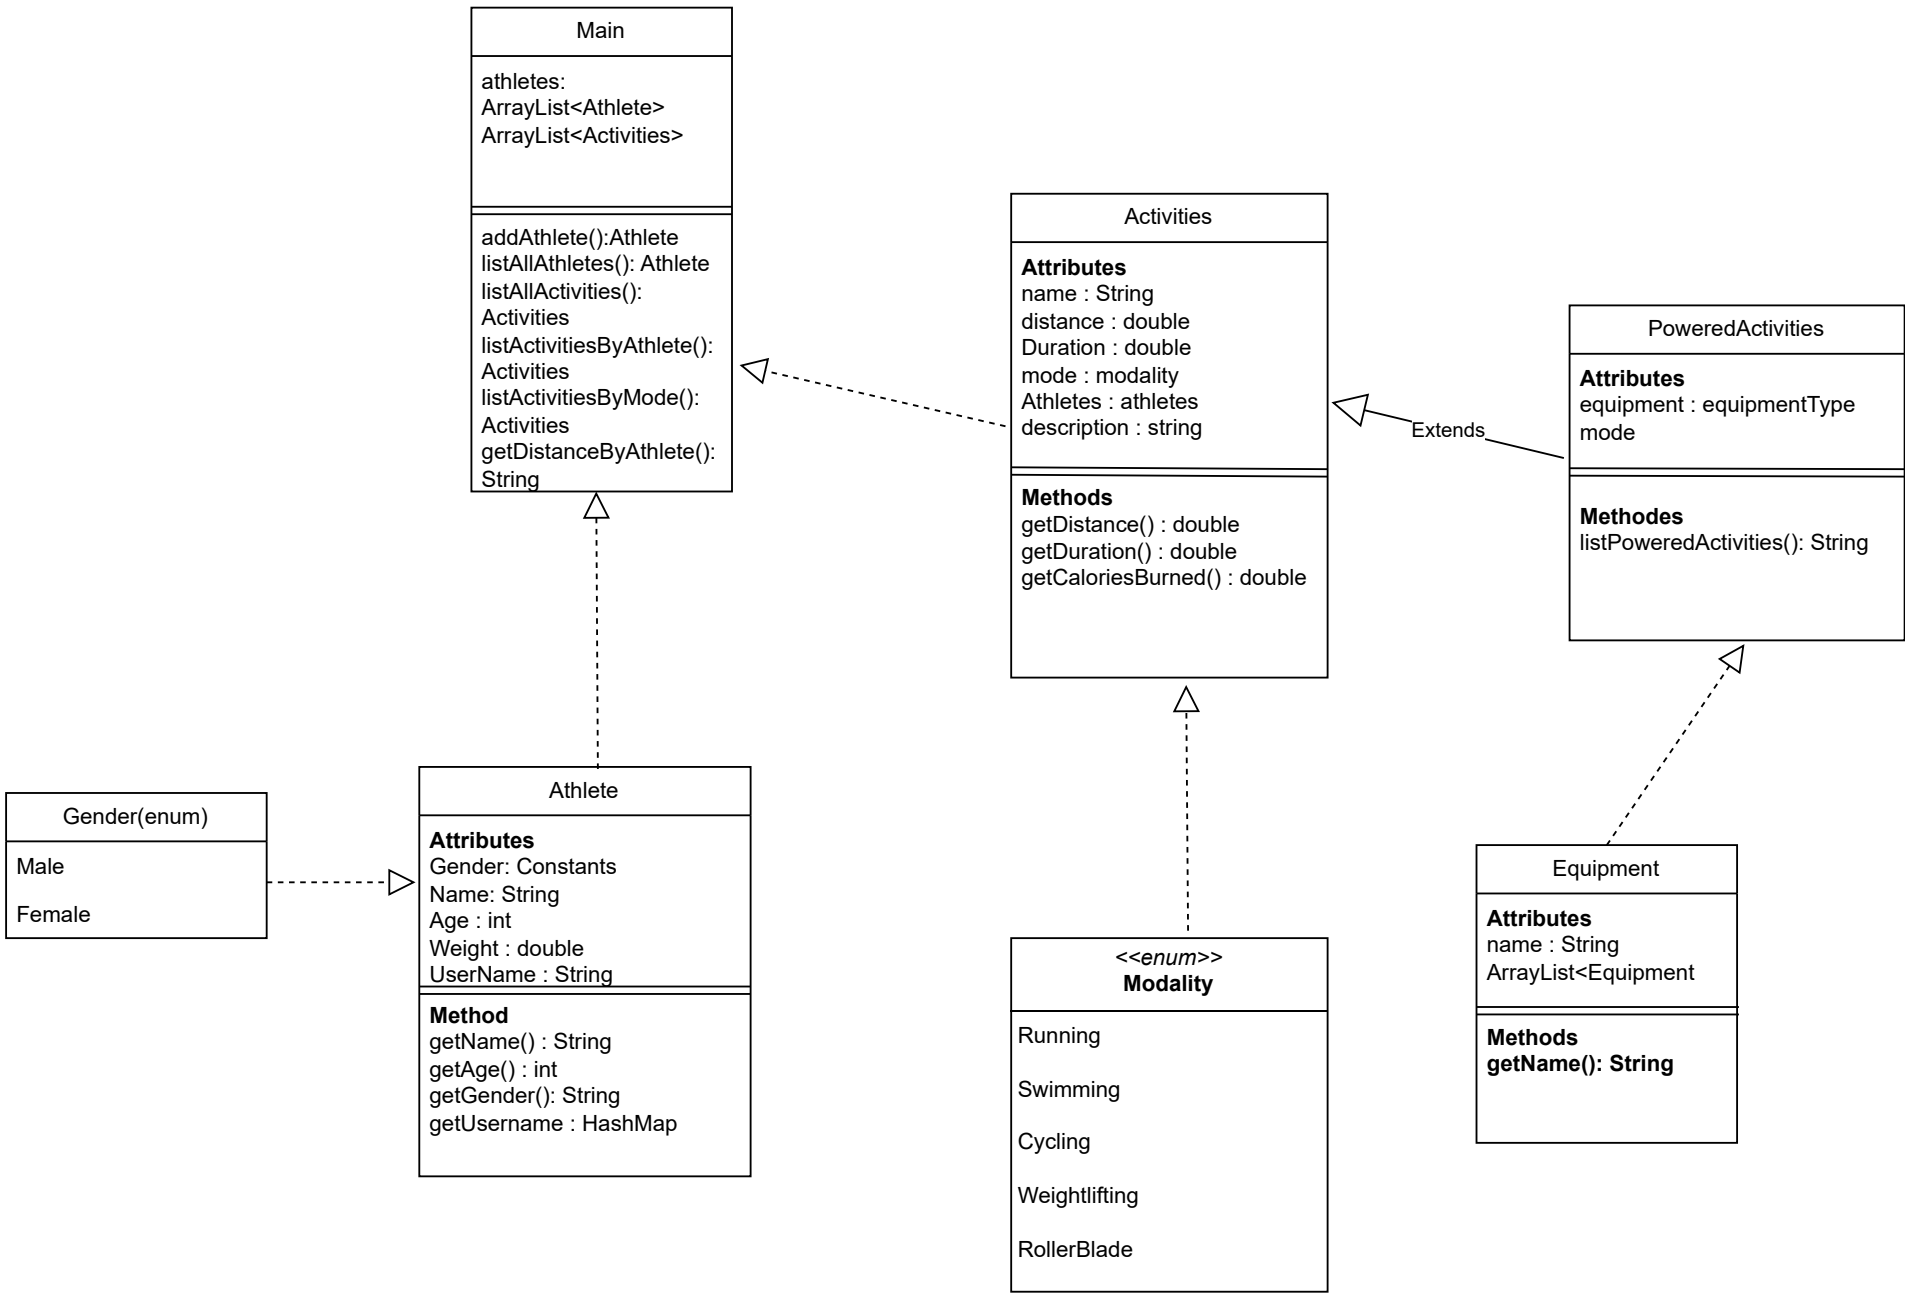 Main
athletes:
ArrayList<Athlete>
ArrayList<Activities>
addAthlete():Athlete
listAllAthletes(): Athlete
listAllActivities():
Activities
listActivitiesByAthlete():
Activities
listActivitiesByMode():
Activities
getDistanceByAthlete():
String
Activities
Attributes
name : String
distance : double
Duration : double
mode : modality
Athletes : athletes
description : string
Methods
getDistance() : double
getDuration() : double
getCaloriesBurned() : double
Extends
PoweredActivities
Attributes
equipment : equipmentType
mode
Methodes
listPoweredActivities(): String
Gender(enum)
Male
Female
Athlete
Attributes
Gender: Constants
Name: String
Age : int
Weight : double
UserName : String
Method
getName() : String
getAge() : int
getGender(): String
getUsername : HashMap
<<enum>>
Modality
Running
Swimming
Cycling
Weightlifting
RollerBlade
Equipment
Attributes
name : String
ArrayList<Equipment
Methods
getName(): String